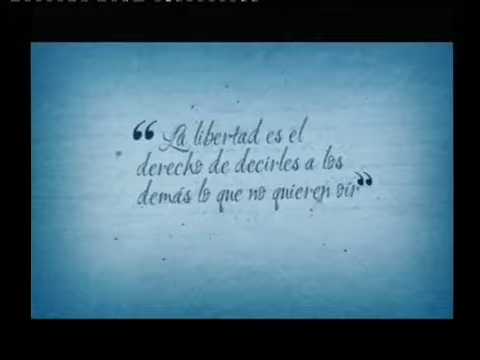 “ La libertad es el
derecho de decirles a los
demás lo que no quieren oír”